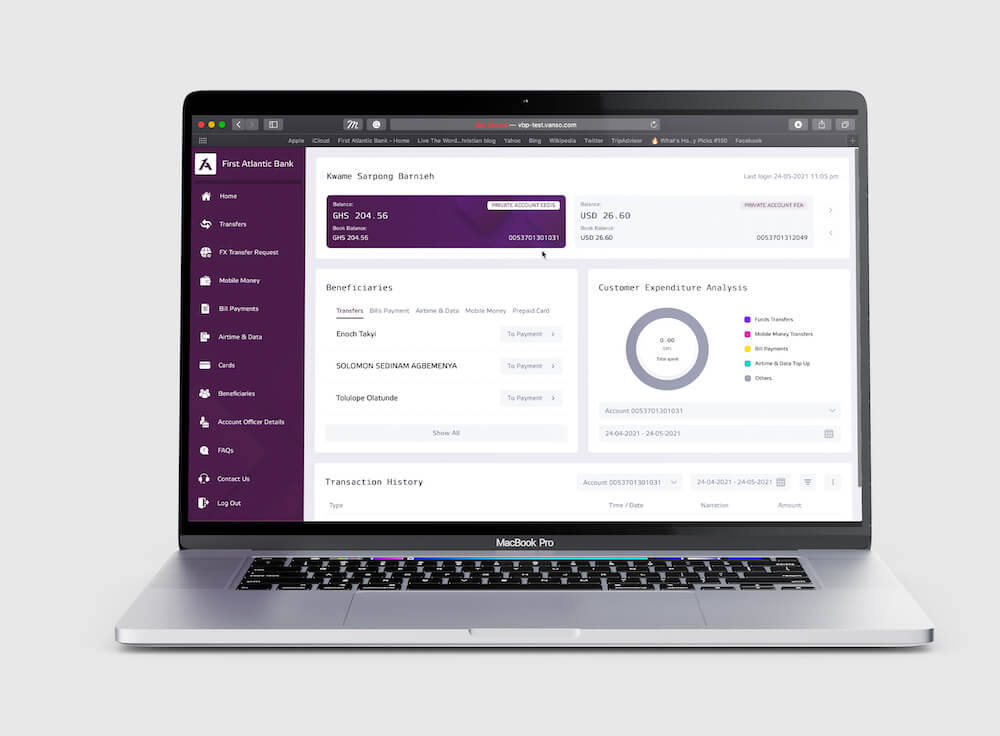 — vbp-test.vanso.com
Apple iCloud First Atlantic Bank - Home Live The Word...hristian blog Yahoo Bing Wikipedia Twitter TripAdvisor 🔥 What's Ho...y Picks #150 Facebook
First Atlantic Bank
Home
Transfers
FX Transfer Request
Mobile Money
Bill Payments
Airtime & Data
Cards
Beneficiaries
Account Officer Details
FAQs
Contact Us
Log Out
Kwame Sarpong Barnieh
Last login 24-05-2021 11:05 pm
Balance:
PRIVATE ACCOUNT CEDIS
GHS 204.56
Book Balance:
GHS 204.56
0053701301031
Balance:
PRIVATE ACCOUNT FEA
USD 26.60
Book Balance:
USD 26.60
0053701312049
Beneficiaries
Transfers Bills Payment Airtime & Data Mobile Money Prepaid Card
Enoch Takyi To Payment
SOLOMON SEDINAM AGBEMENYA To Payment
Tolulope Olatunde To Payment
Show All
Customer Expenditure Analysis
0.00
GHS
Total spend
Funds Transfers
Mobile Money Transfers
Bill Payments
Airtime & Data Top Up
Others
Account 0053701301031
24-04-2021 - 24-05-2021
Transaction History
Account 0053701301031
24-04-2021 - 24-05-2021
Type Time / Date Narration Amount
MacBook Pro